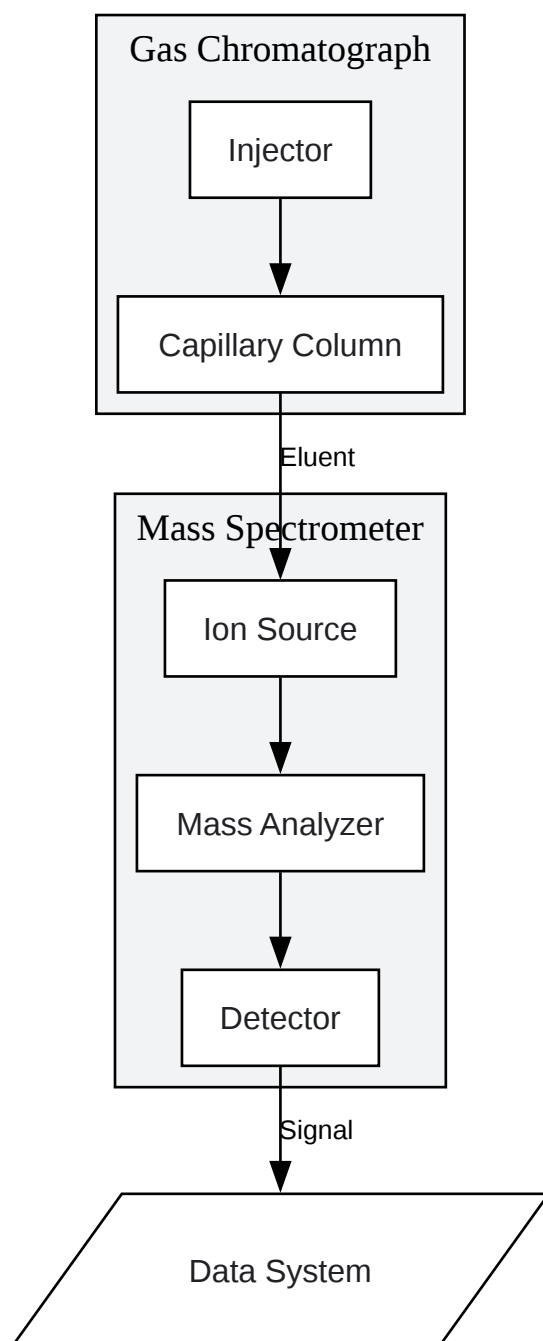 Gas Chromatograph
Injector
Capillary Column
Eluent
Mass Spectrometer
Ion Source
Mass Analyzer
Detector
Signal
Data System